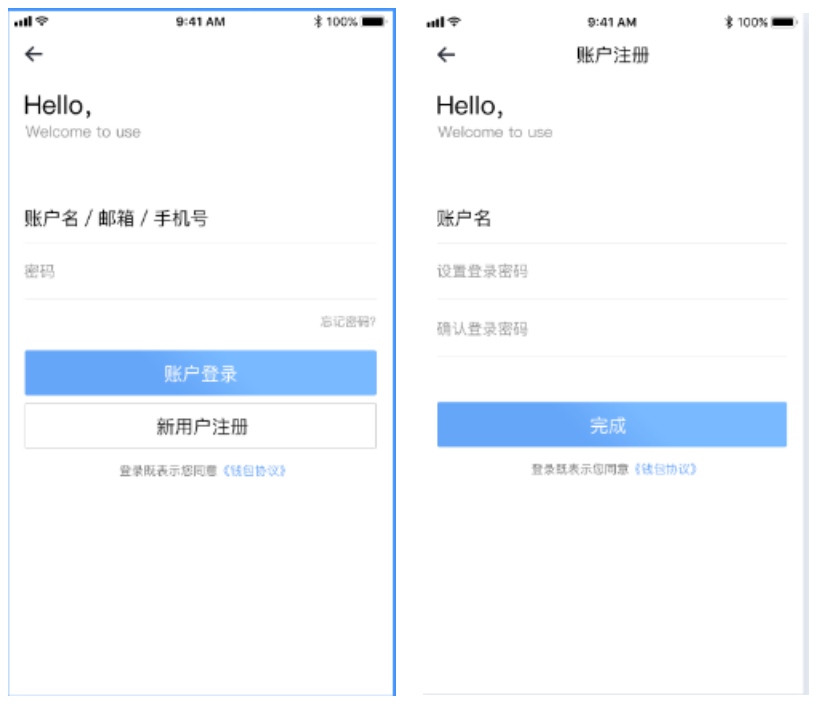 9:41 AM
100%
Hello,
Welcome to use
账户名 / 邮箱 / 手机号
密码
忘记密码?
账户登录
新用户注册
登录既表示您同意《钱包协议》
9:41 AM
100%
账户注册
Hello,
Welcome to use
账户名
设置登录密码
确认登录密码
完成
登录既表示您同意《钱包协议》